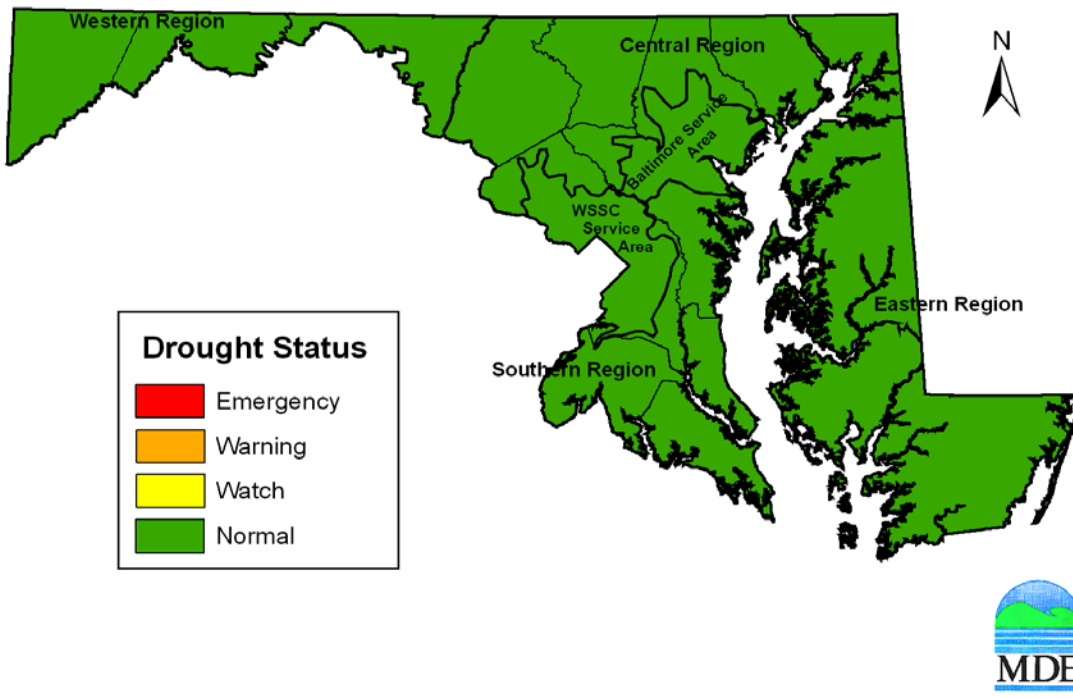 Western Region
Central Region
N
Baltimore Service
Area
WSSC
Service
Area
Eastern Region
Southern Region
Drought Status
Emergency
Warning
Watch
Normal
MDE